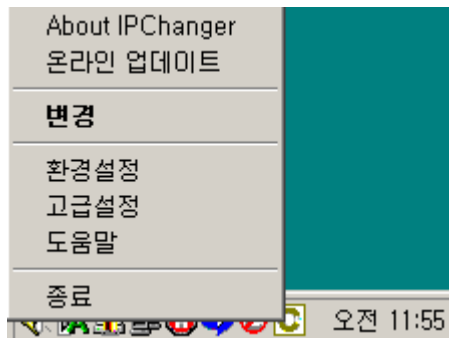 About IPChanger
온라인 업데이트
변경
환경설정
고급설정
도움말
종료
오전 11:55